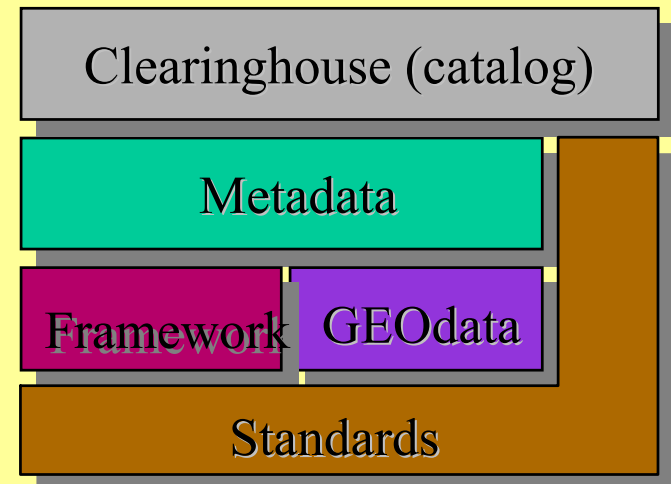 Clearinghouse (catalog)
Metadata
Framework
GEOdata
Standards